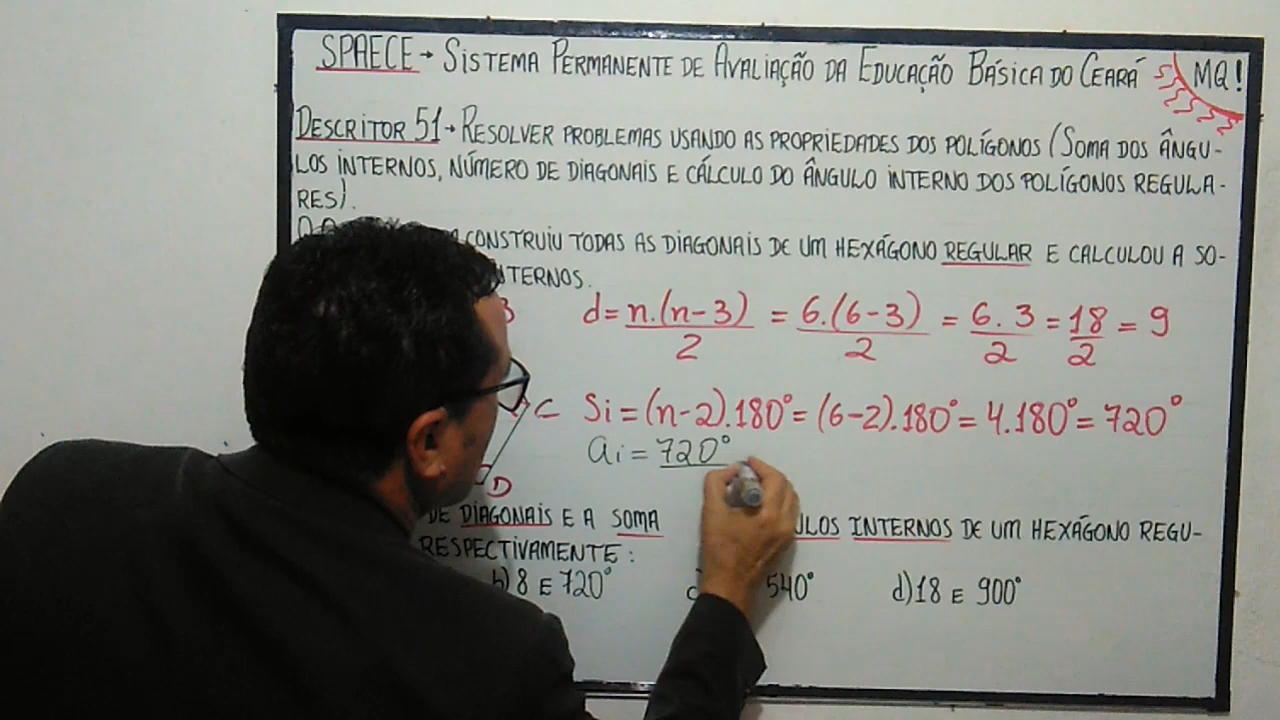 SPAECE → SISTEMA PERMANENTE DE AVALIAÇÃO DA EDUCAÇÃO BÁSICA DO CEARÁ MQ!
DESCRITOR 51 → RESOLVER PROBLEMAS USANDO AS PROPRIEDADES DOS POLÍGONOS (SOMA DOS ÂNGU-
LOS INTERNOS, NÚMERO DE DIAGONAIS E CÁLCULO DO ÂNGULO INTERNO DOS POLÍGONOS REGULA-
RES).
CONSTRUIU TODAS AS DIAGONAIS DE UM HEXÁGONO REGULAR E CALCULOU A SO-
NTERNOS.
d = n.(n-3)/2 = 6.(6-3)/2 = 6.3/2 = 18/2 = 9
C Si = (n-2).180° = (6-2).180° = 4.180° = 720°
ai = 720°
D
DE DIAGONAIS E A SOMA ULOS INTERNOS DE UM HEXÁGONO REGU-
RESPECTIVAMENTE:
b) 8 E 720° 540° d) 18 E 900°